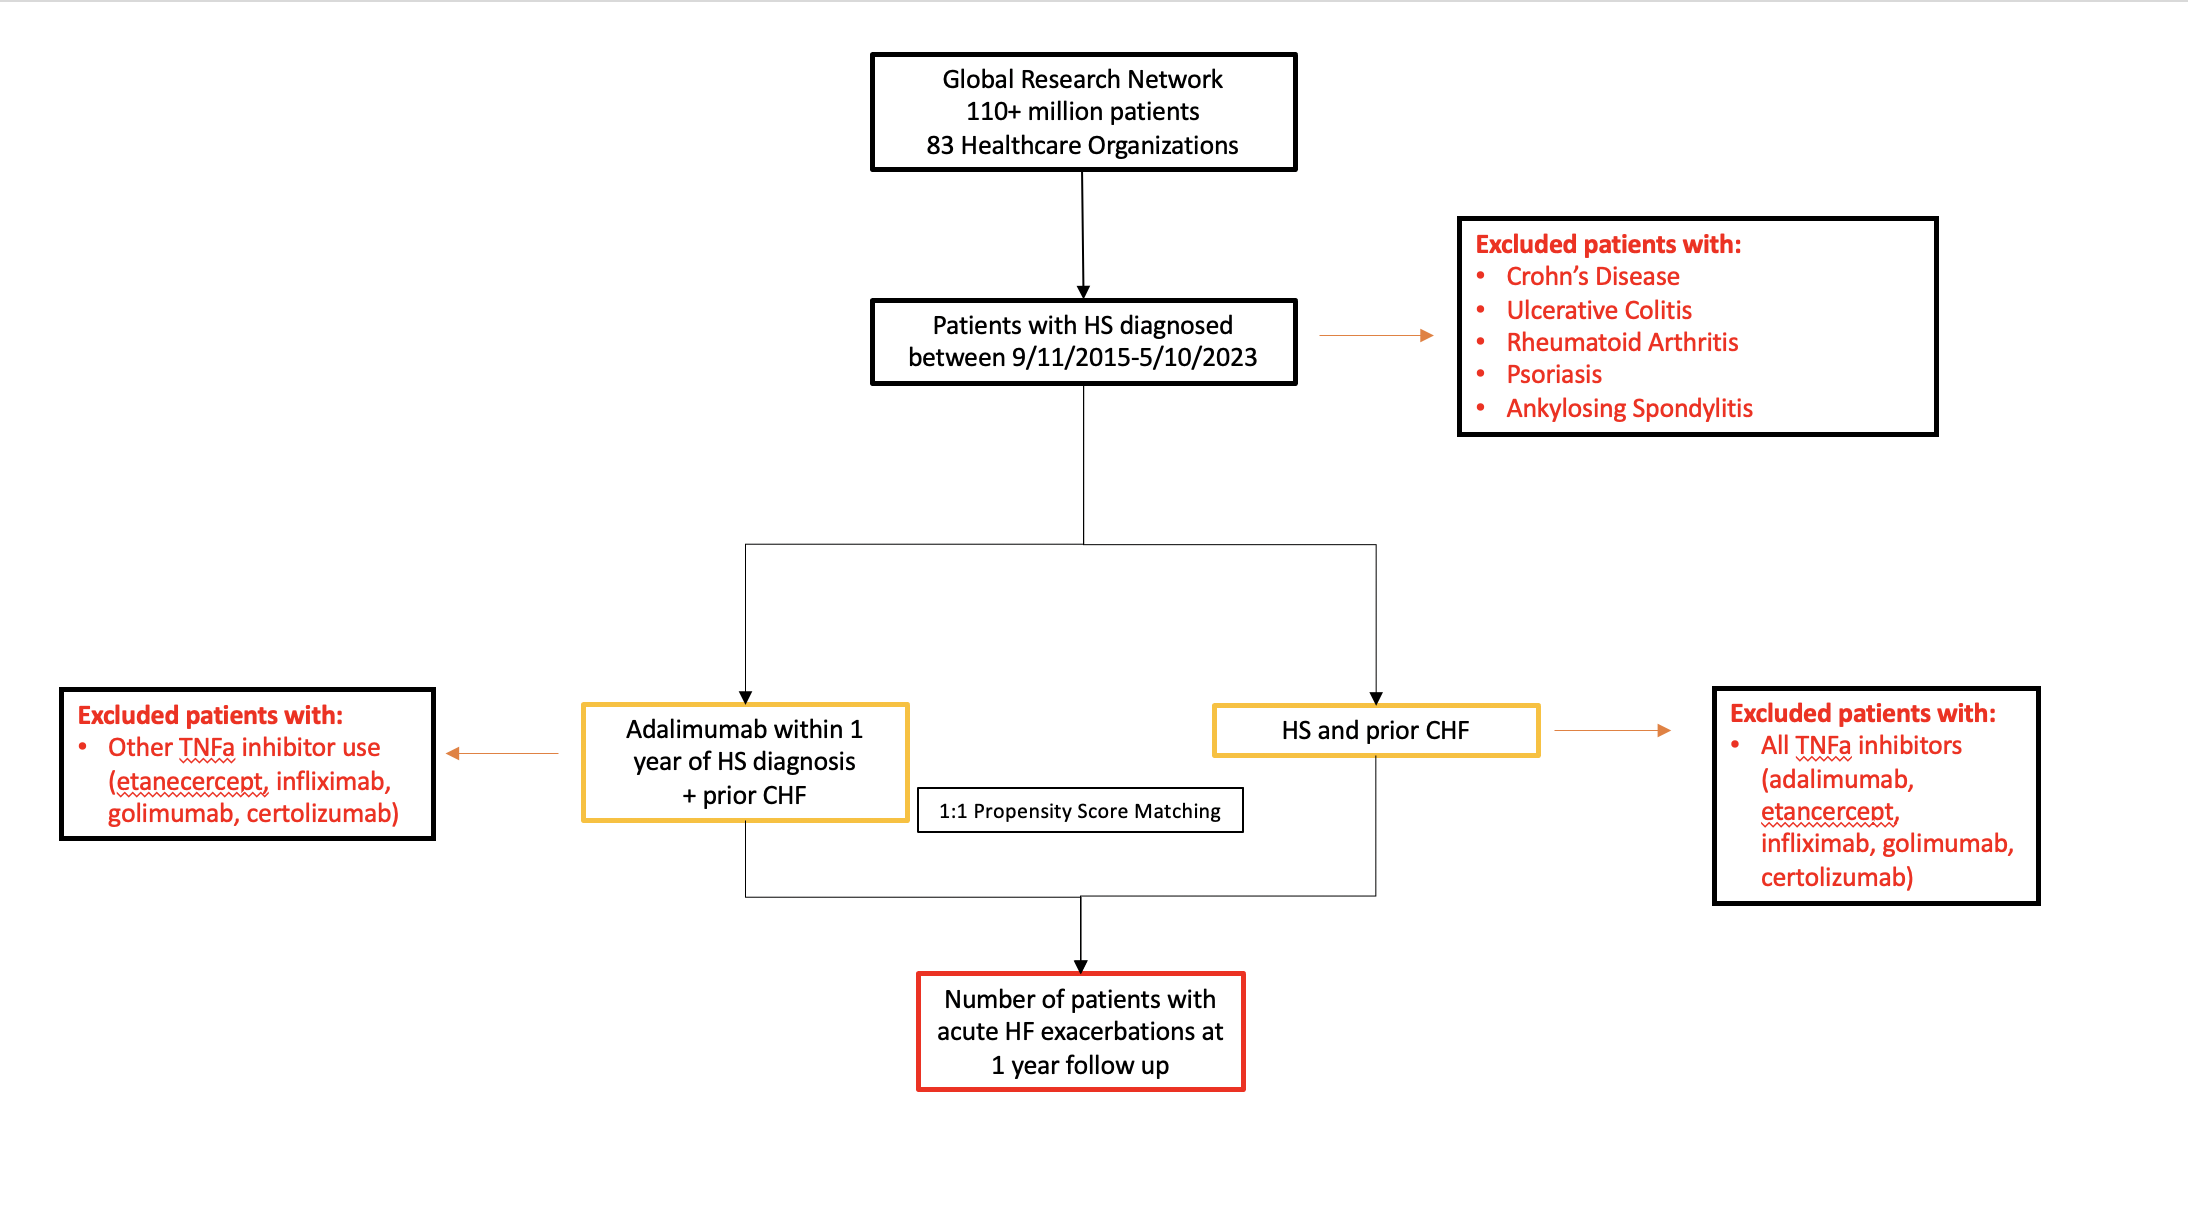 Global Research Network
110+ million patients
83 Healthcare Organizations
Patients with HS diagnosed
between 9/11/2015-5/10/2023
Excluded patients with:
• Crohn’s Disease
• Ulcerative Colitis
• Rheumatoid Arthritis
• Psoriasis
• Ankylosing Spondylitis
Excluded patients with:
• Other TNFa inhibitor use
(etanecercept, infliximab,
golimumab, certolizumab)
Adalimumab within 1
year of HS diagnosis
+ prior CHF
1:1 Propensity Score Matching
HS and prior CHF
Excluded patients with:
• All TNFa inhibitors
(adalimumab,
etancercept,
infliximab, golimumab,
certolizumab)
Number of patients with
acute HF exacerbations at
1 year follow up